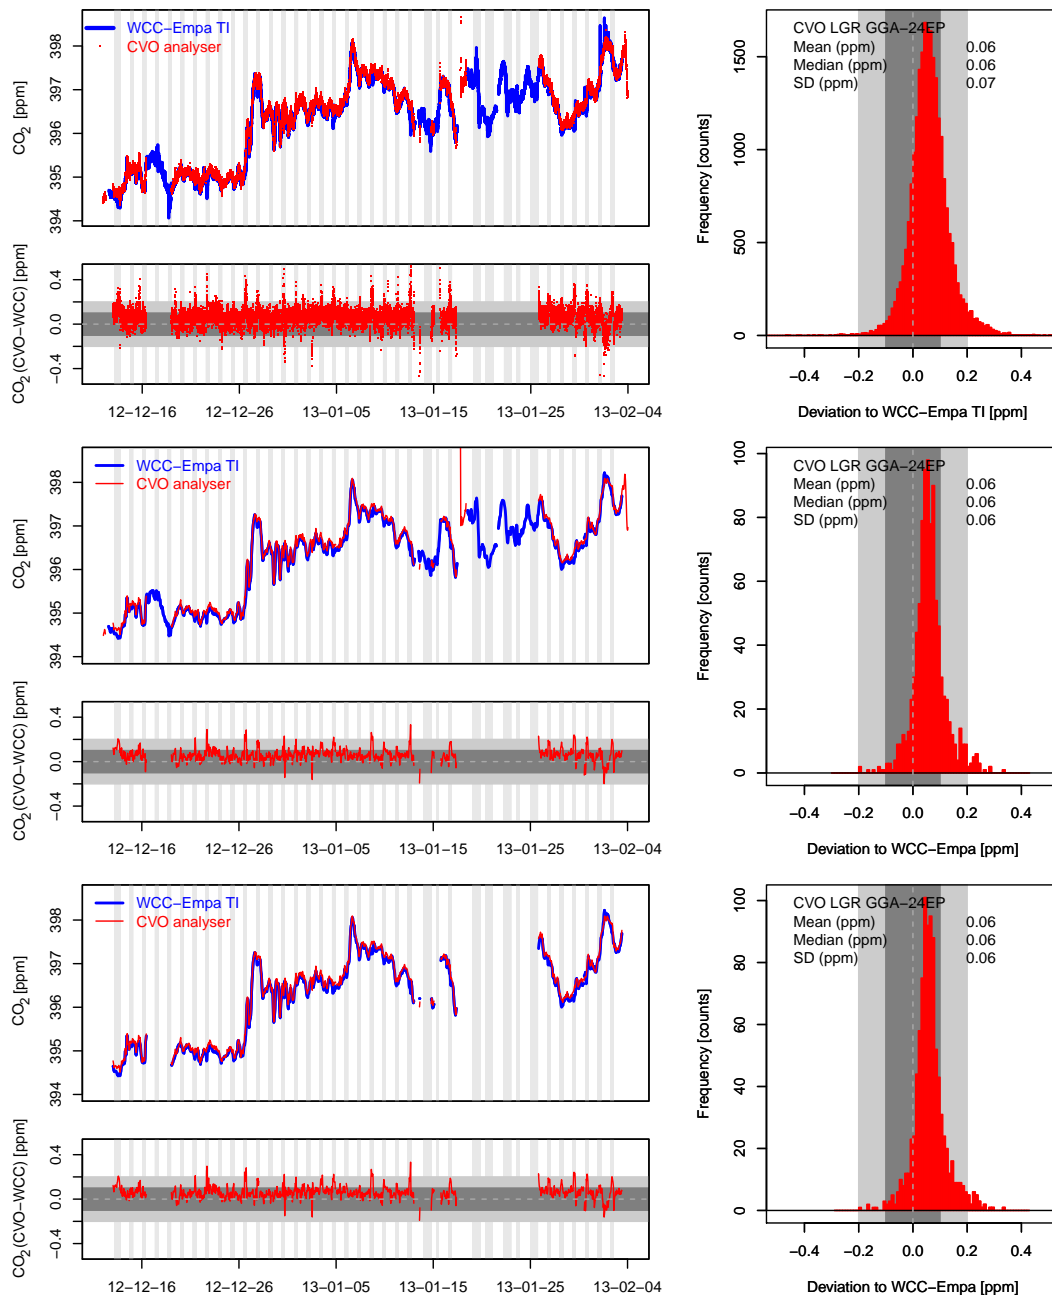 WCC−Empa TI
CVO analyser
CO2 [ppm]
394 395 396 397 398
CO2 (CVO−WCC) [ppm]
−0.4 0.0 0.4
12−12−16 12−12−26 13−01−05 13−01−15 13−01−25 13−02−04
CVO LGR GGA−24EP
Mean (ppm) 0.06
Median (ppm) 0.06
SD (ppm) 0.07
Frequency [counts]
0 500 1000 1500
−0.4 −0.2 0.0 0.2 0.4
Deviation to WCC−Empa TI [ppm]
WCC−Empa TI
CVO analyser
CO2 [ppm]
394 395 396 397 398
CO2 (CVO−WCC) [ppm]
−0.4 0.0 0.4
12−12−16 12−12−26 13−01−05 13−01−15 13−01−25 13−02−04
CVO LGR GGA−24EP
Mean (ppm) 0.06
Median (ppm) 0.06
SD (ppm) 0.06
Frequency [counts]
0 20 40 60 80 100
−0.4 −0.2 0.0 0.2 0.4
Deviation to WCC−Empa [ppm]
WCC−Empa TI
CVO analyser
CO2 [ppm]
394 395 396 397 398
CO2 (CVO−WCC) [ppm]
−0.4 0.0 0.4
12−12−16 12−12−26 13−01−05 13−01−15 13−01−25 13−02−04
CVO LGR GGA−24EP
Mean (ppm) 0.06
Median (ppm) 0.06
SD (ppm) 0.06
Frequency [counts]
0 20 40 60 80 100
−0.4 −0.2 0.0 0.2 0.4
Deviation to WCC−Empa [ppm]